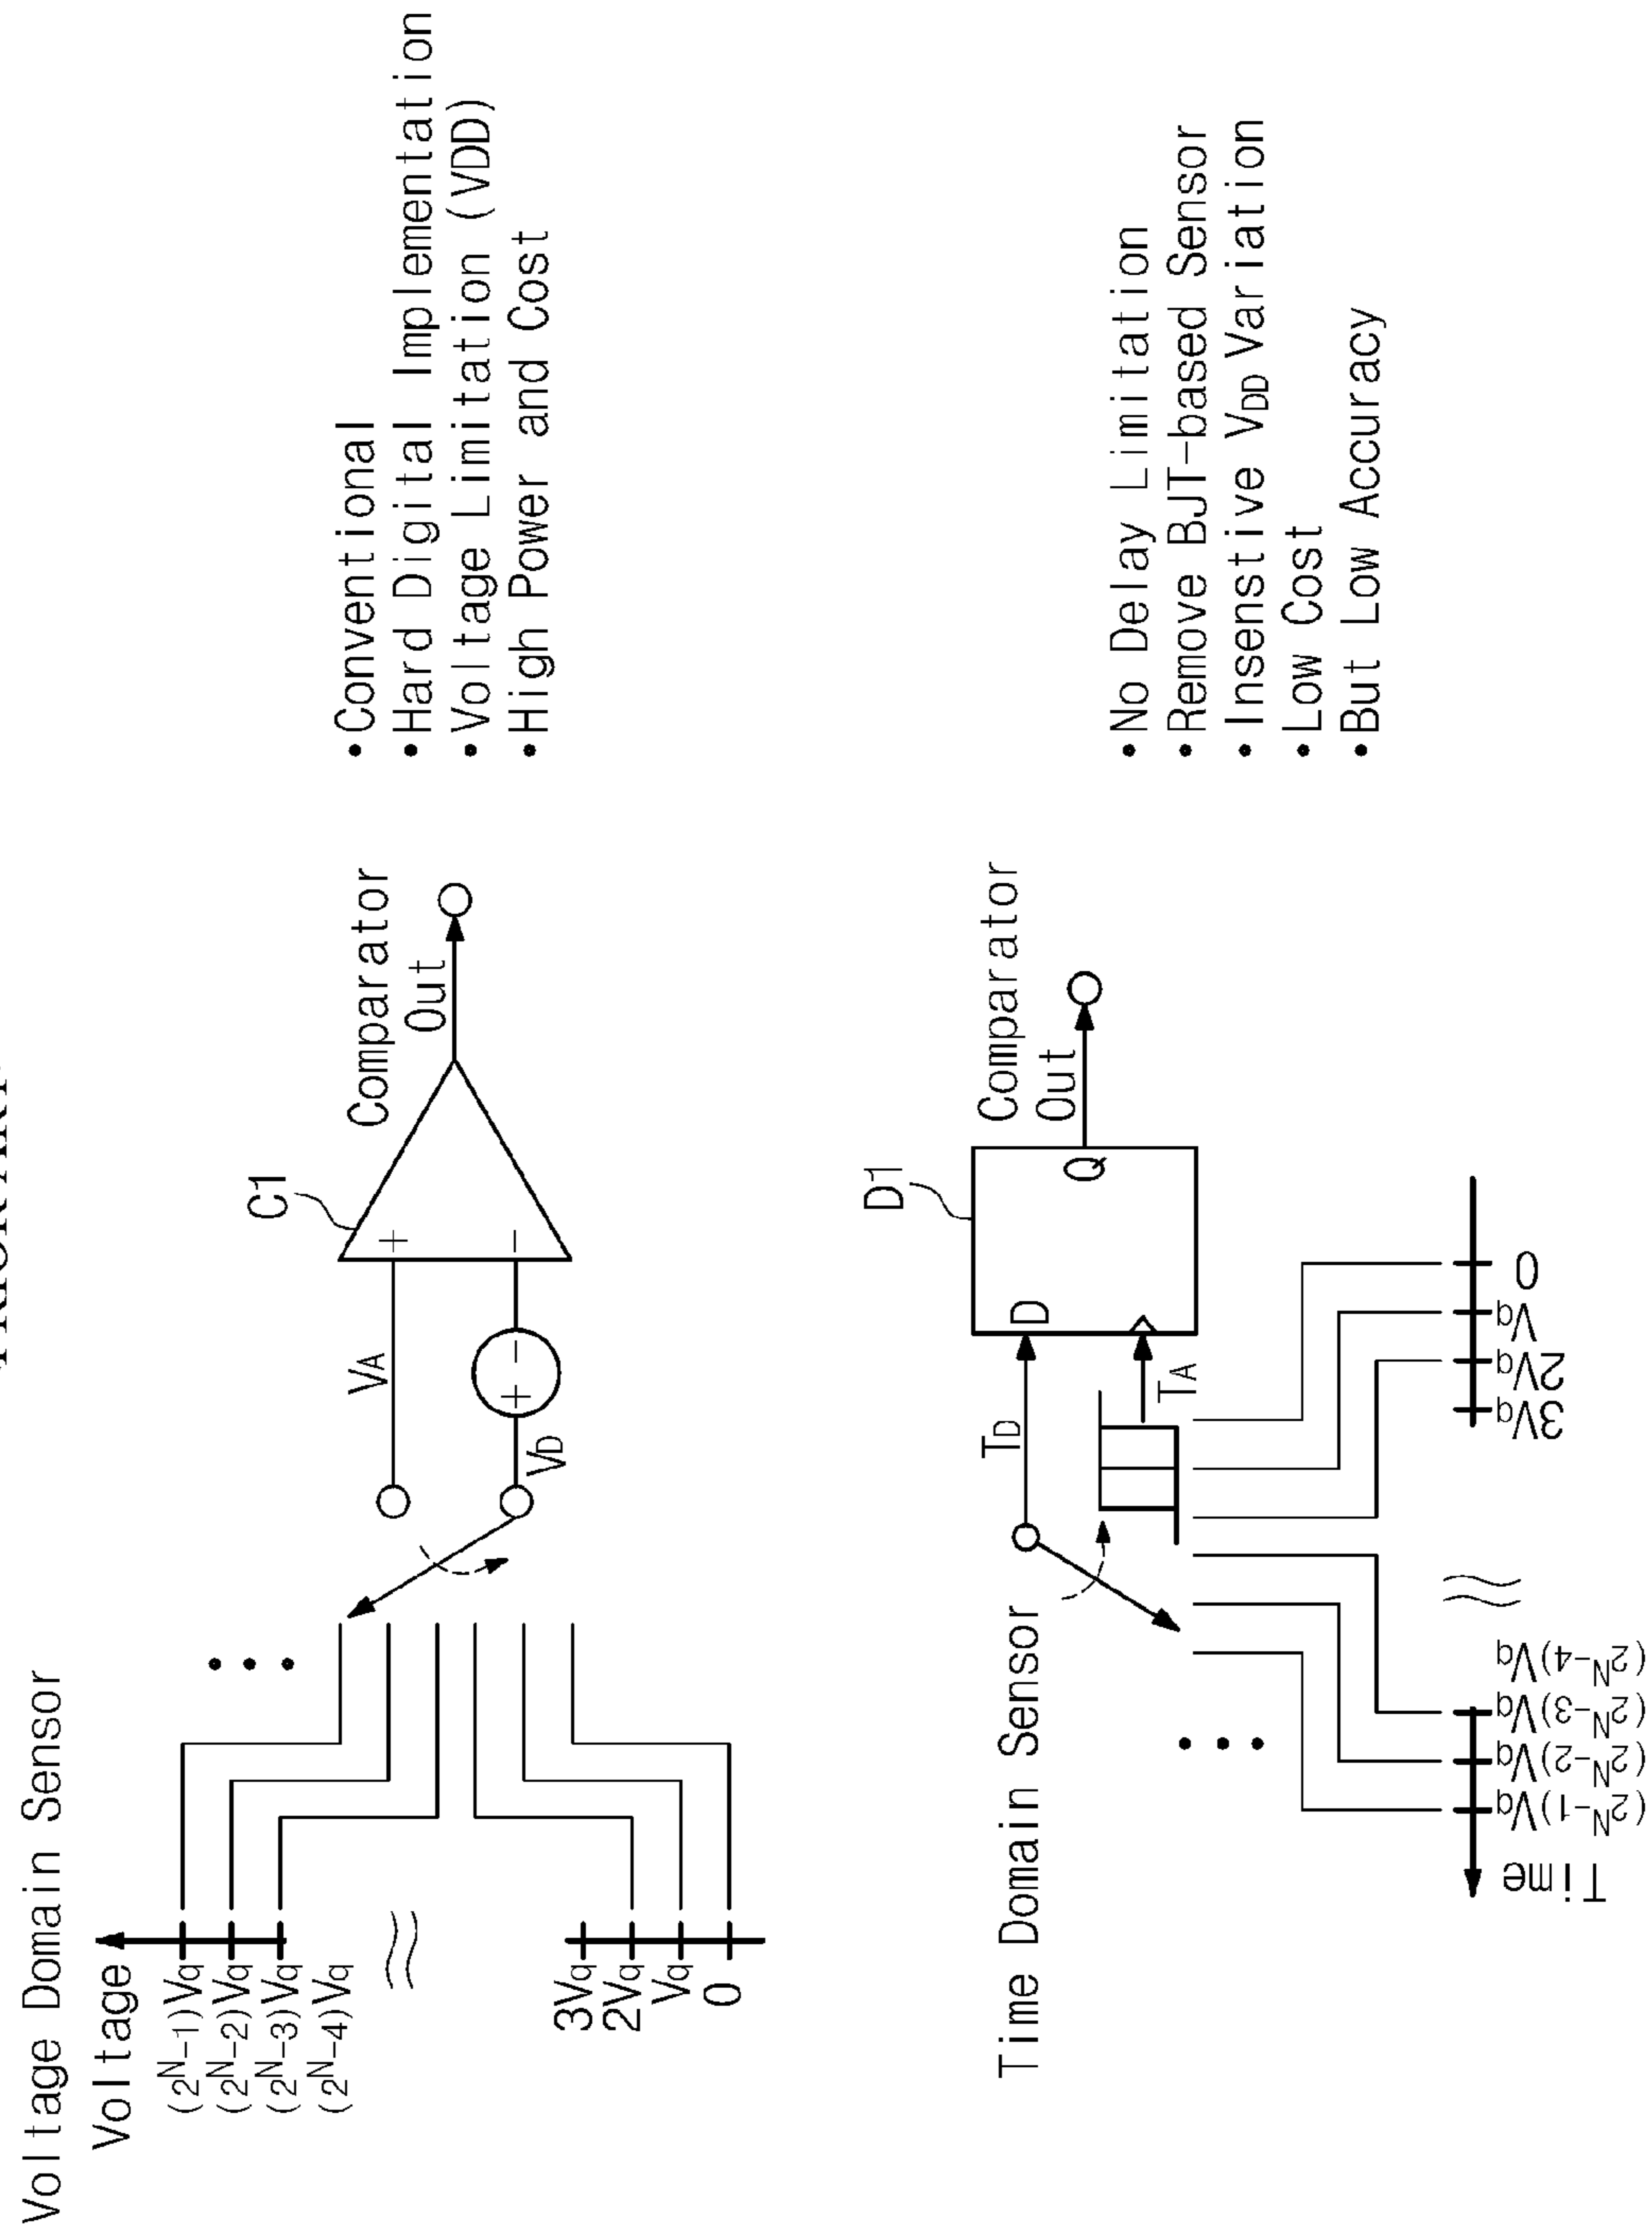 PRIOR ART
Voltage Domain Sensor
Voltage
(2N-1)Vq
(2N-2)Vq
(2N-3)Vq
(2N-4)Vq
3Vq
2Vq
Vq
0
VA
VD
+
-
+
-
C1
Comparator
Out
• Conventional
• Hard Digital Implementation
• Voltage Limitation (VDD)
• High Power and Cost
Time Domain Sensor
TD
TA
D
Q
D1
Comparator
Out
Time
(2N-1)Vq
(2N-2)Vq
(2N-3)Vq
(2N-4)Vq
3Vq
2Vq
Vq
0
• No Delay Limitation
• Remove BJT-based Sensor
• Insenstive VDD Variation
• Low Cost
• But Low Accuracy